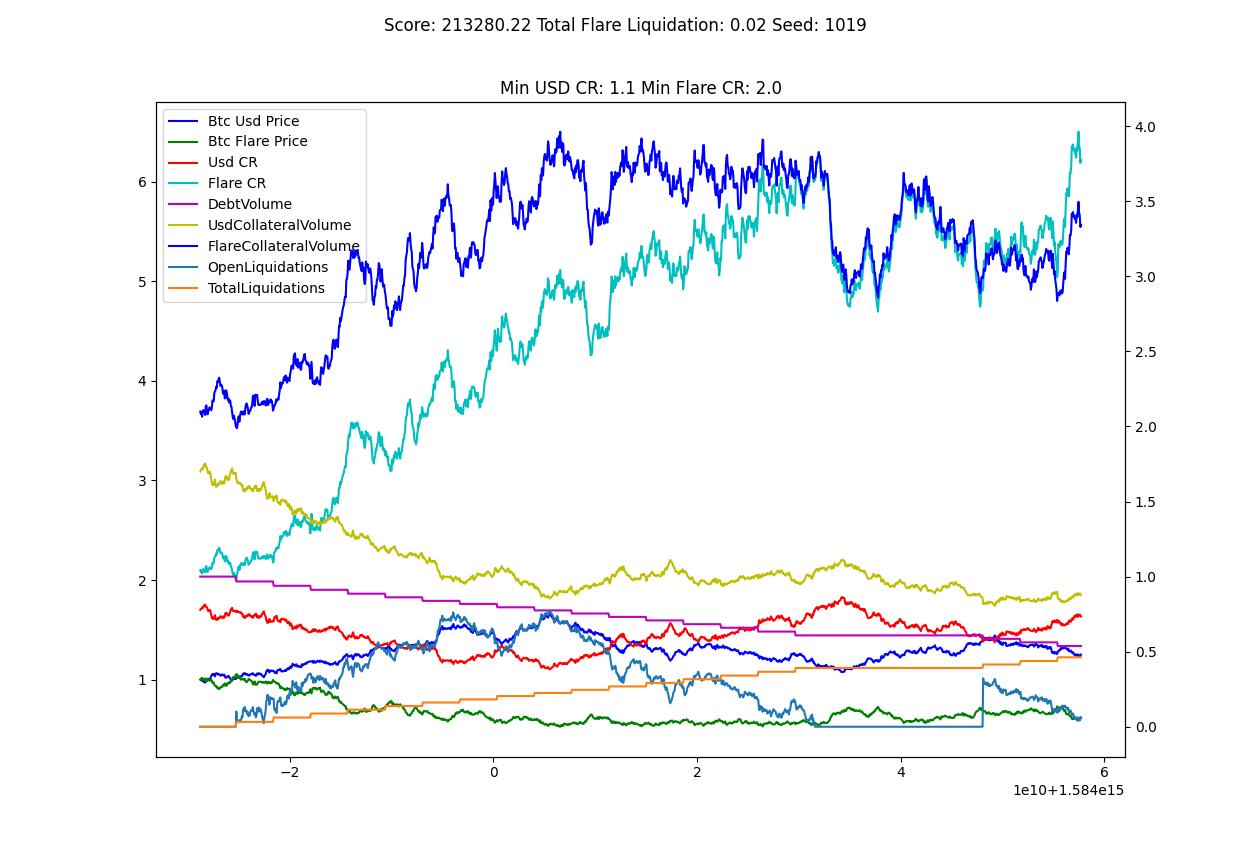 Score: 213280.22 Total Flare Liquidation: 0.02 Seed: 1019
Min USD CR: 1.1 Min Flare CR: 2.0
Btc Usd Price
Btc Flare Price
Usd CR
Flare CR
DebtVolume
UsdCollateralVolume
FlareCollateralVolume
OpenLiquidations
TotalLiquidations
6
5
4
3
2
1
4.0
3.5
3.0
2.5
2.0
1.5
1.0
0.5
0.0
−2
0
2
4
6
1e10+1.584e15